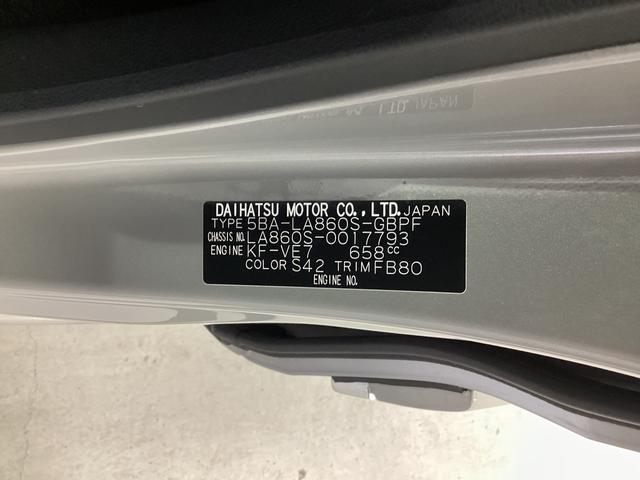 DAIHATSU MOTOR CO.,LTD. JAPAN
TYPE 5BA-LA860S-GBPF
CHASSIS NO. LA860S-0017793
ENGINE KF-VE7 658cc
COLOR S42 TRIM FB80
ENGINE NO.